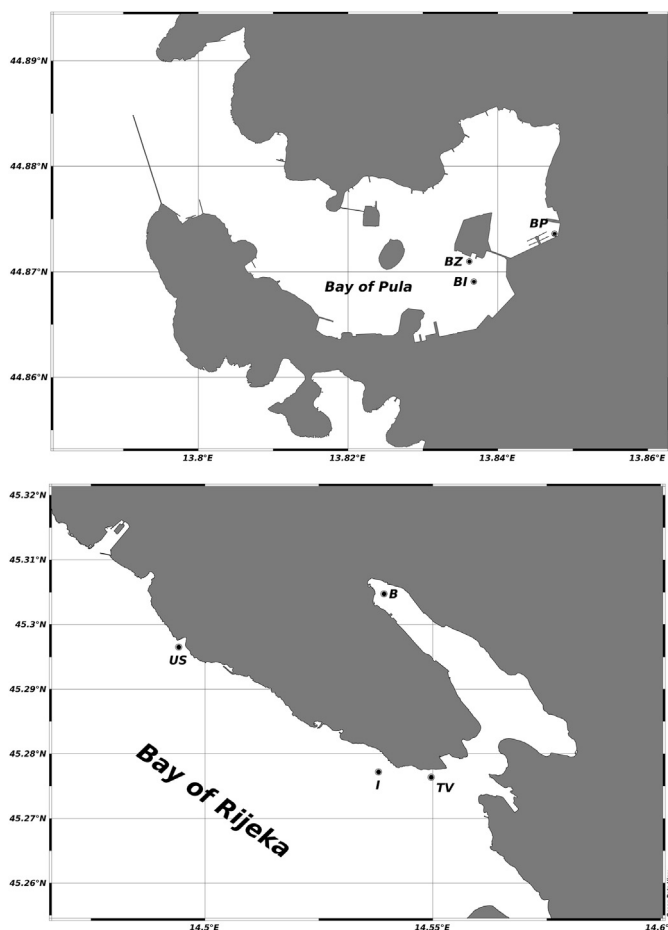 44.89°N
44.88°N
BP
44.87°N
BZ
BI
Bay of Pula
44.86°N
13.8°E
13.82°E
13.84°E
13.86°E
45.32°N
45.31°N
B
45.3°N
US
45.29°N
45.28°N
I
TV
Bay of Rijeka
45.27°N
45.26°N
14.5°E
14.55°E